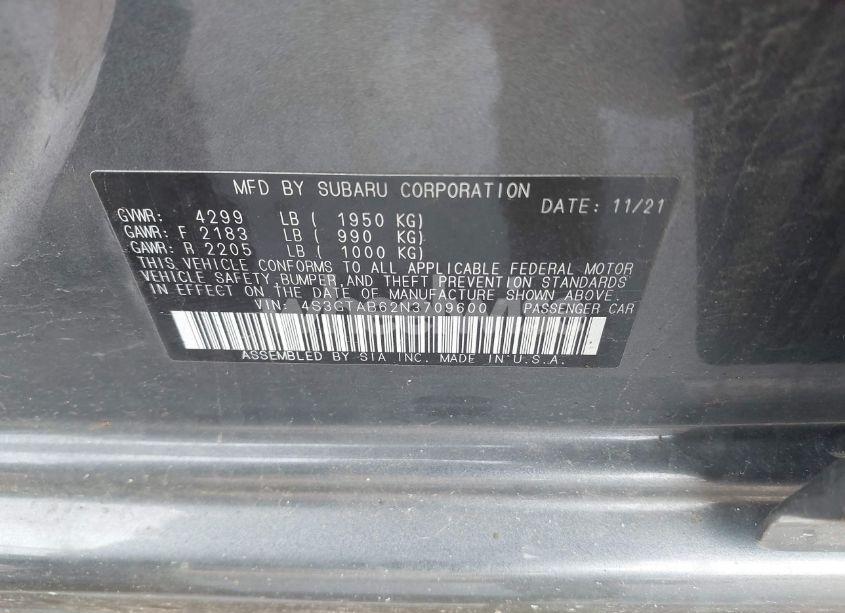 MFD BY SUBARU CORPORATION
DATE: 11/21
GVWR: 4299 LB ( 1950 KG)
GAWR: F 2183 LB ( 990 KG)
GAWR: R 2205 LB ( 1000 KG)
THIS VEHICLE CONFORMS TO ALL APPLICABLE FEDERAL MOTOR
VEHICLE SAFETY, BUMPER, AND THEFT PREVENTION STANDARDS
IN EFFECT ON THE DATE OF MANUFACTURE SHOWN ABOVE.
VIN: 4S3GTAB62N3709600 PASSENGER CAR
ASSEMBLED BY SIA INC. MADE IN U.S.A.